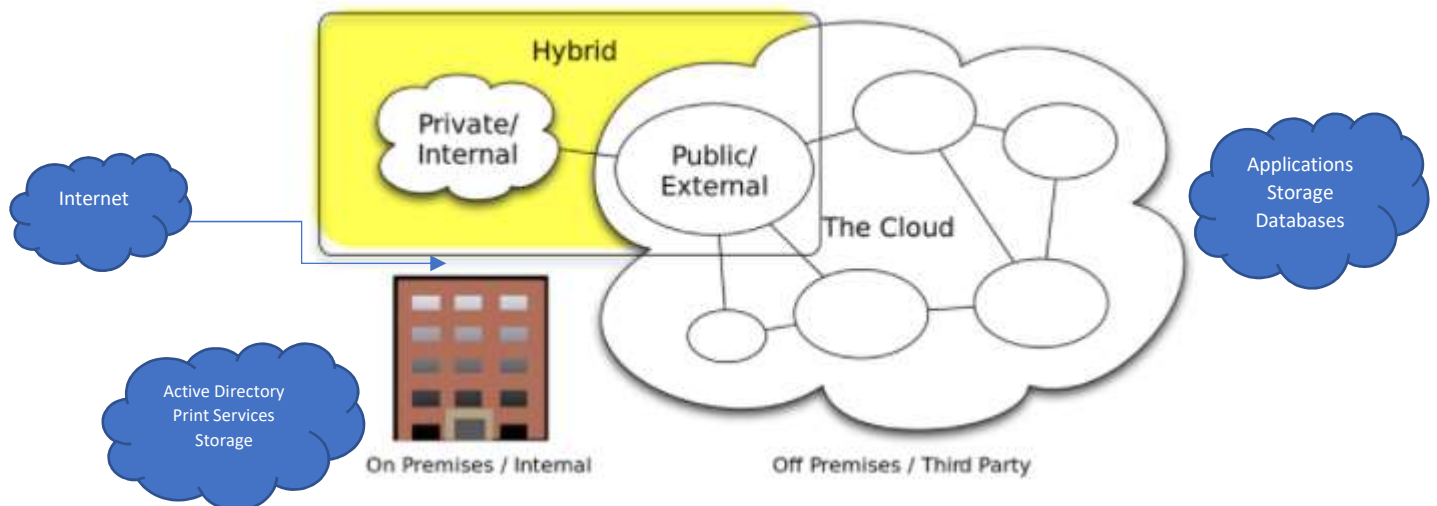 Hybrid
Private/
Internal
Public/
External
The Cloud
Internet
Applications
Storage
Databases
Active Directory
Print Services
Storage
On Premises / Internal
Off Premises / Third Party